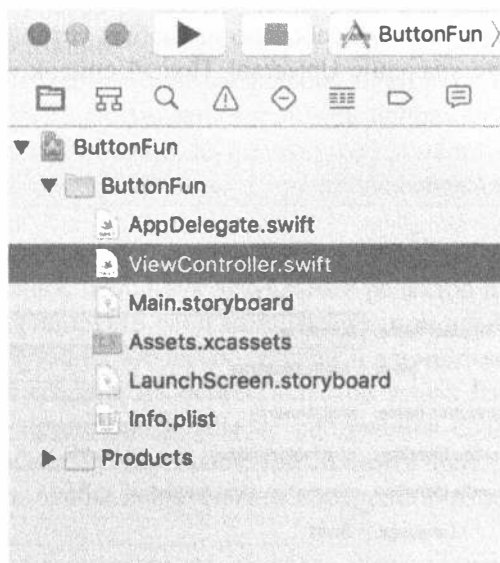 ButtonFun
ButtonFun
ButtonFun
AppDelegate.swift
ViewController.swift
Main.storyboard
Assets.xcassets
LaunchScreen.storyboard
Info.plist
Products